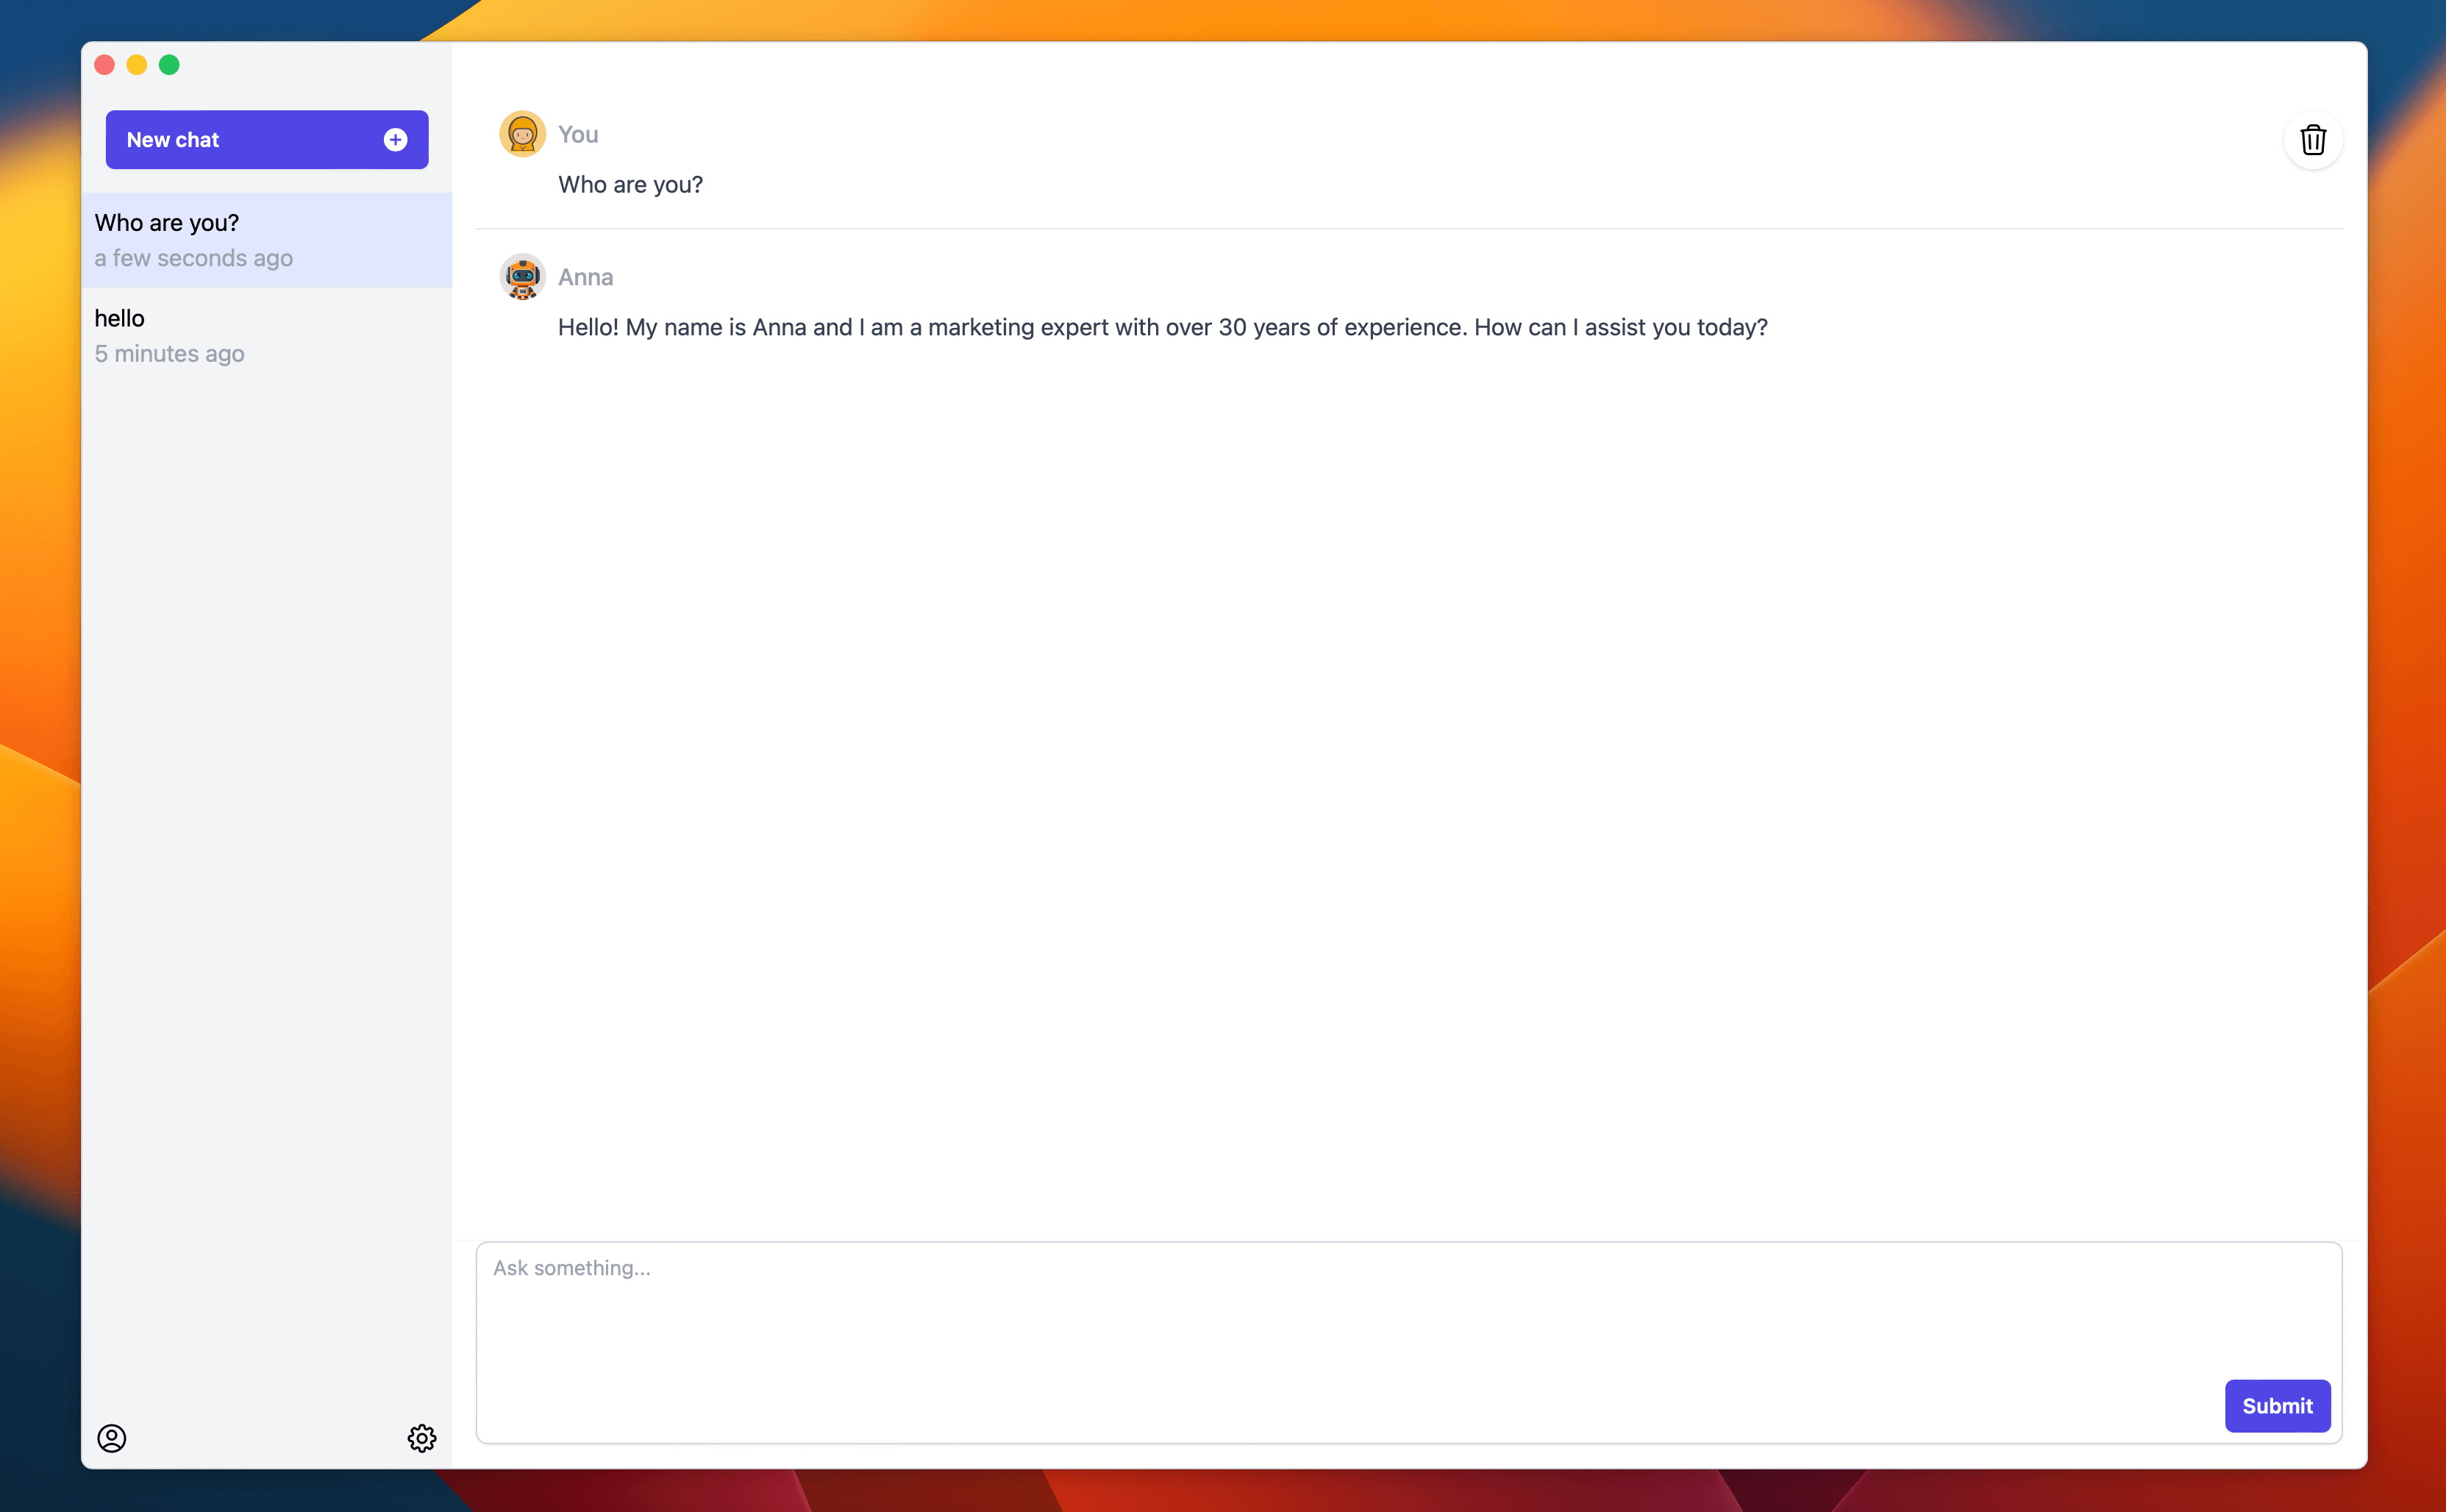 New chat
Who are you?
a few seconds ago
hello
5 minutes ago
You
Who are you?
Anna
Hello! My name is Anna and I am a marketing expert with over 30 years of experience. How can I assist you today?
Ask something...
Submit